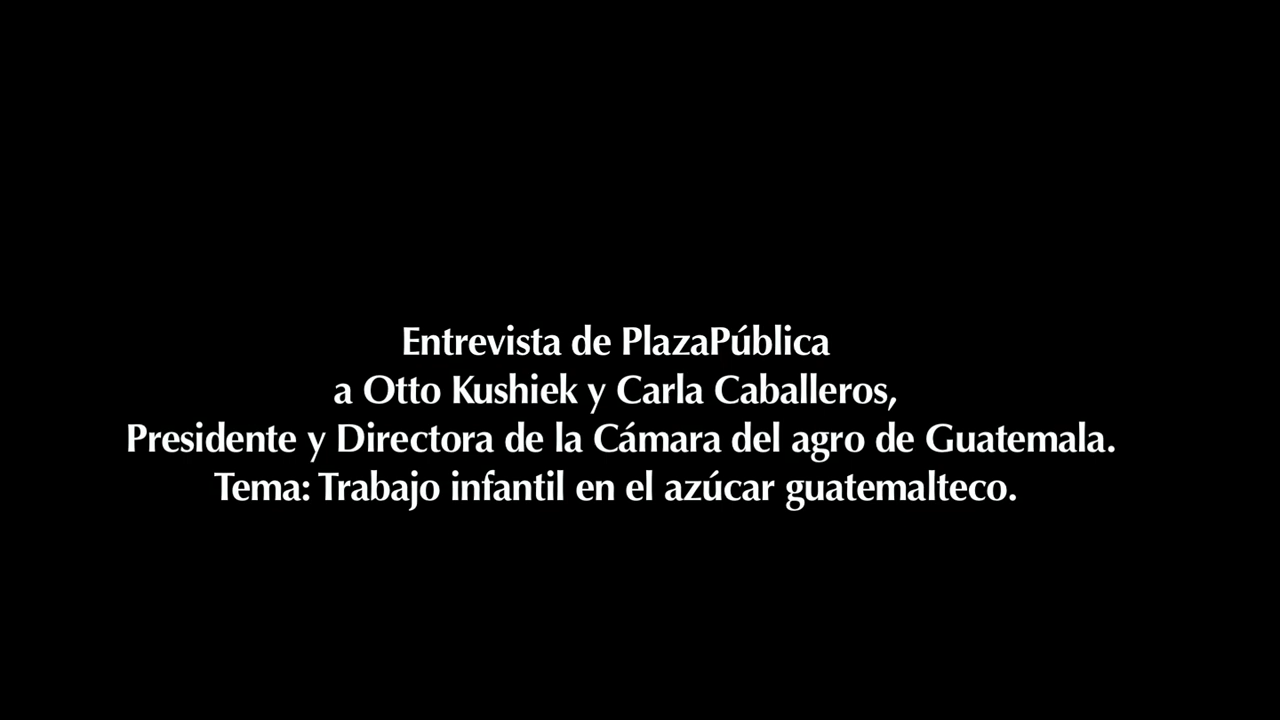 Entrevista de PlazaPública
a Otto Kushiek y Carla Caballeros,
Presidente y Directora de la Cámara del agro de Guatemala.
Tema: Trabajo infantil en el azúcar guatemalteco.